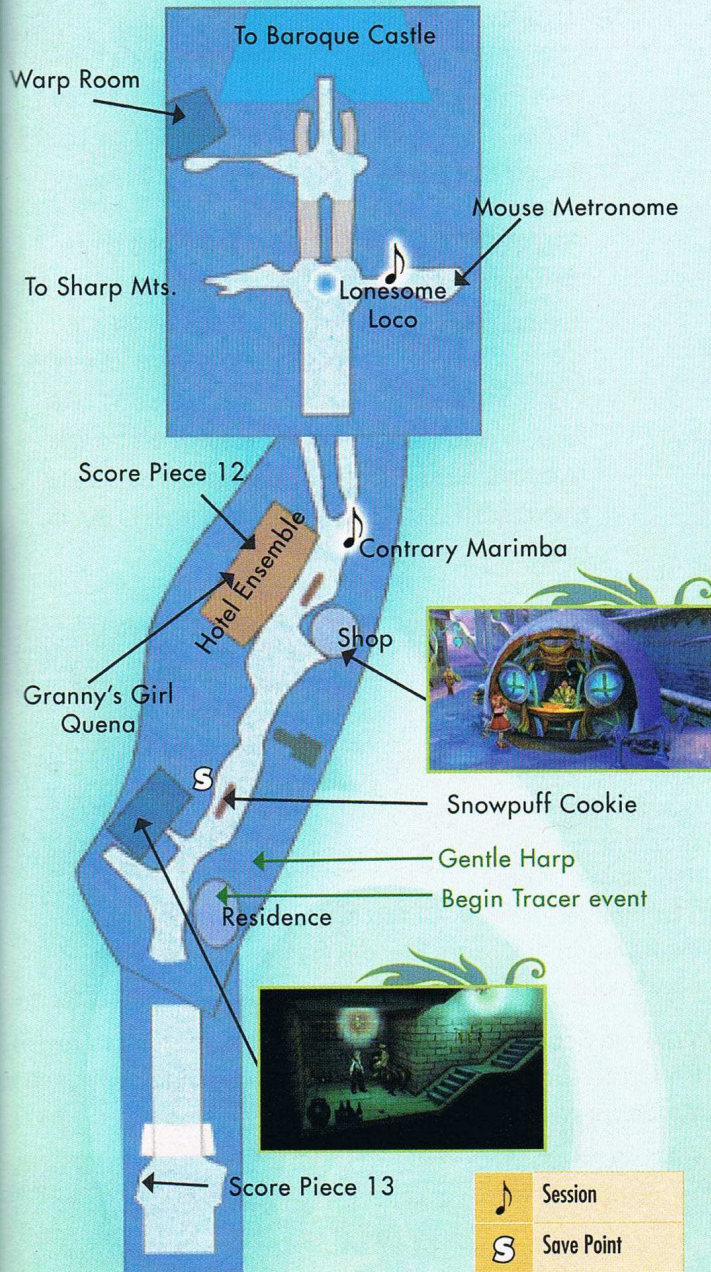 To Baroque Castle
Warp Room
Mouse Metronome
To Sharp Mts.
Lonesome
Loco
Score Piece 12
Contrary Marimba
Hotel Ensemble
Shop
Granny's Girl
Quena
S
Snowpuff Cookie
Gentle Harp
Begin Tracer event
Residence
Score Piece 13
Session
S
Save Point